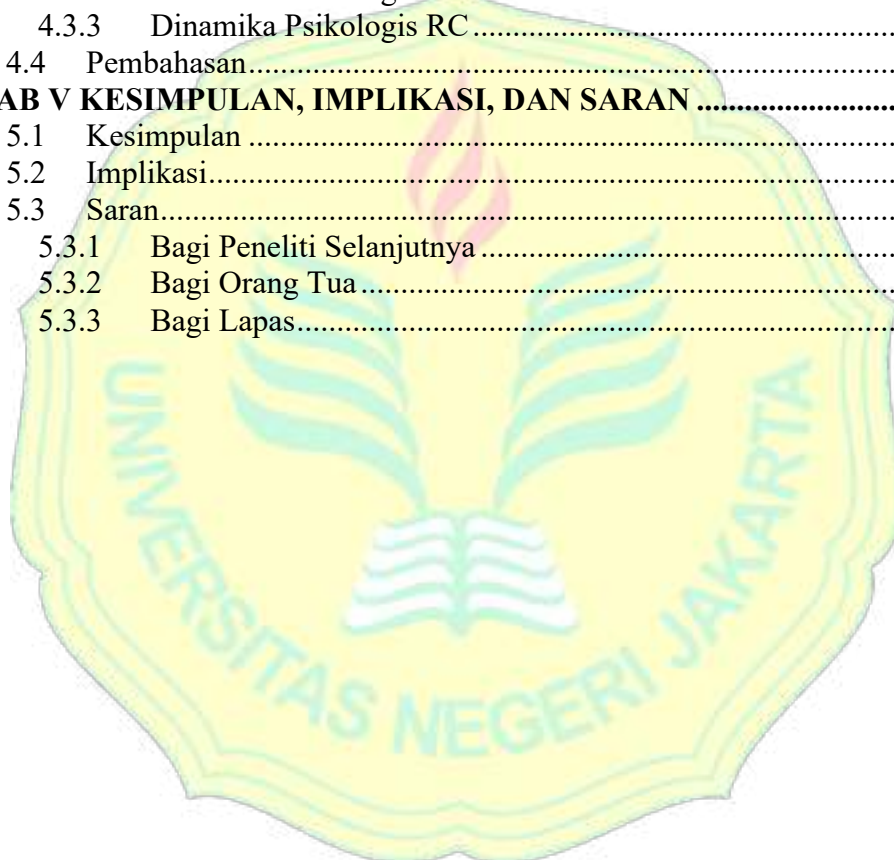 4.3.3 Dinamika Psikologis RC ........................................................
4.4 Pembahasan ........................................................................................
AB V KESIMPULAN, IMPLIKASI, DAN SARAN ........................
5.1 Kesimpulan ........................................................................................
5.2 Implikasi ............................................................................................
5.3 Saran ..................................................................................................
5.3.1 Bagi Peneliti Selanjutnya ......................................................
5.3.2 Bagi Orang Tua ......................................................................
5.3.3 Bagi Lapas ..............................................................................
UNIVERSITAS NEGERI JAKARTA